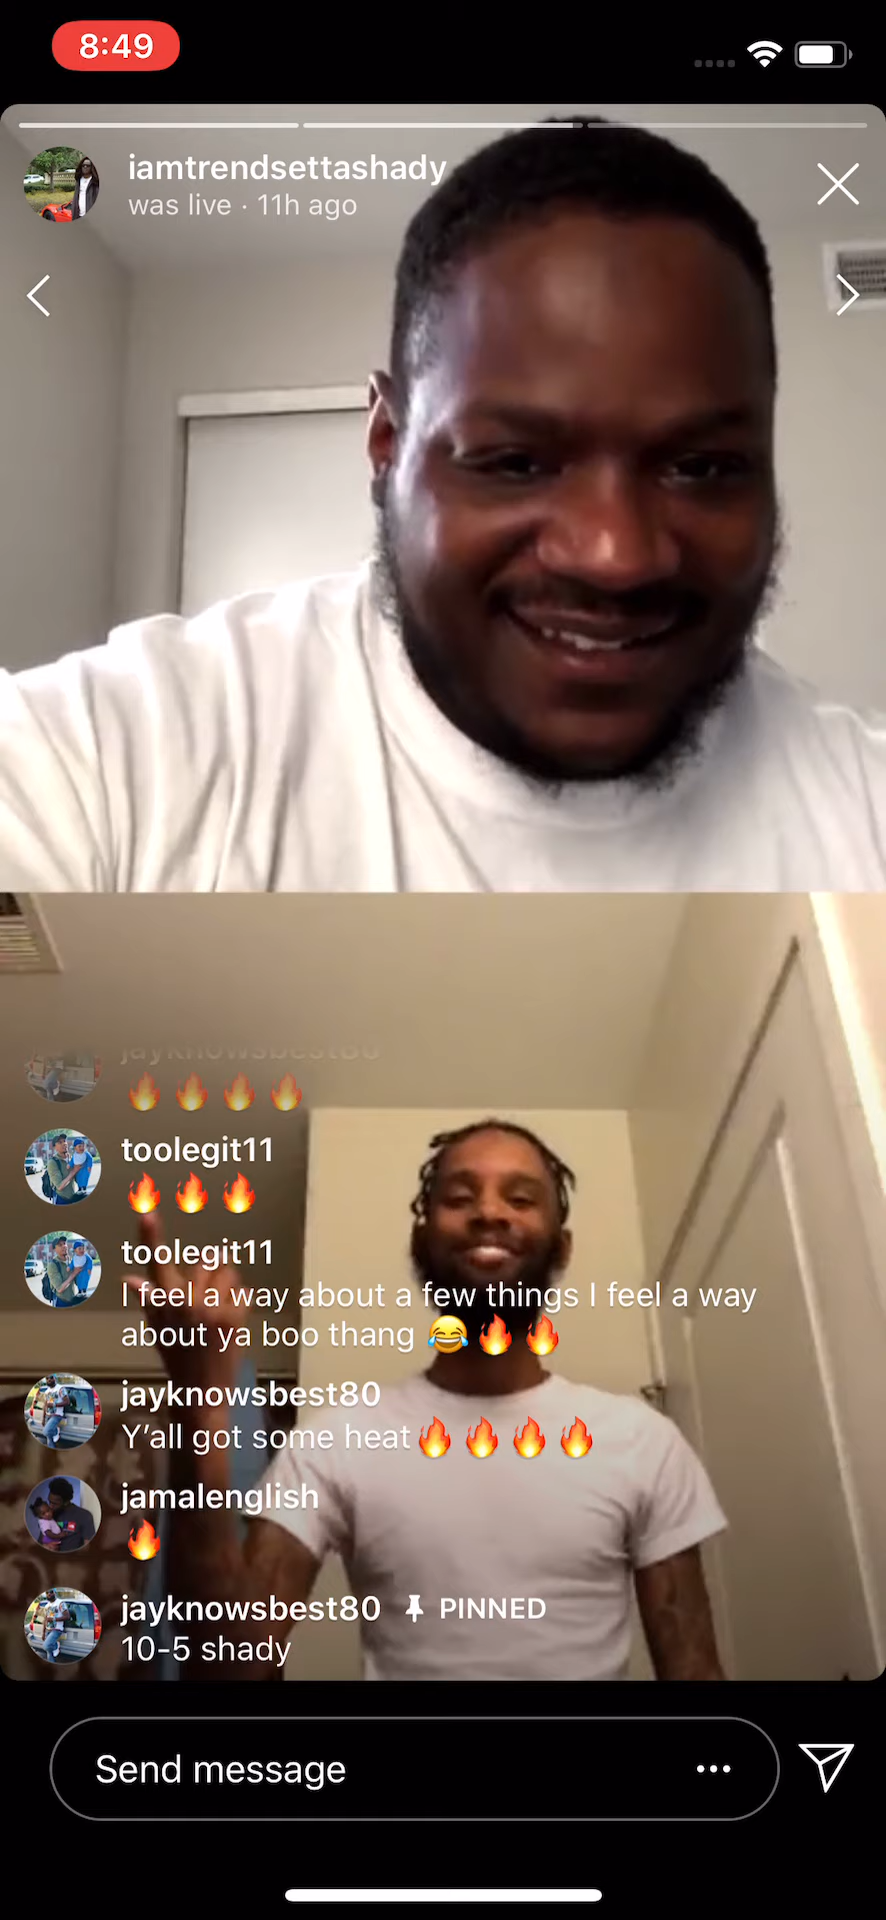 8:49
iamtrendsettashady
was live · 11h ago
jayknowsbest80
🔥 🔥 🔥 🔥
toolegit11
🔥 🔥 🔥
toolegit11
I feel a way about a few things I feel a way
about ya boo thang 😂 🔥 🔥
jayknowsbest80
Y’all got some heat 🔥 🔥 🔥 🔥
jamalenglish
🔥
jayknowsbest80 📌 PINNED
10-5 shady
Send message